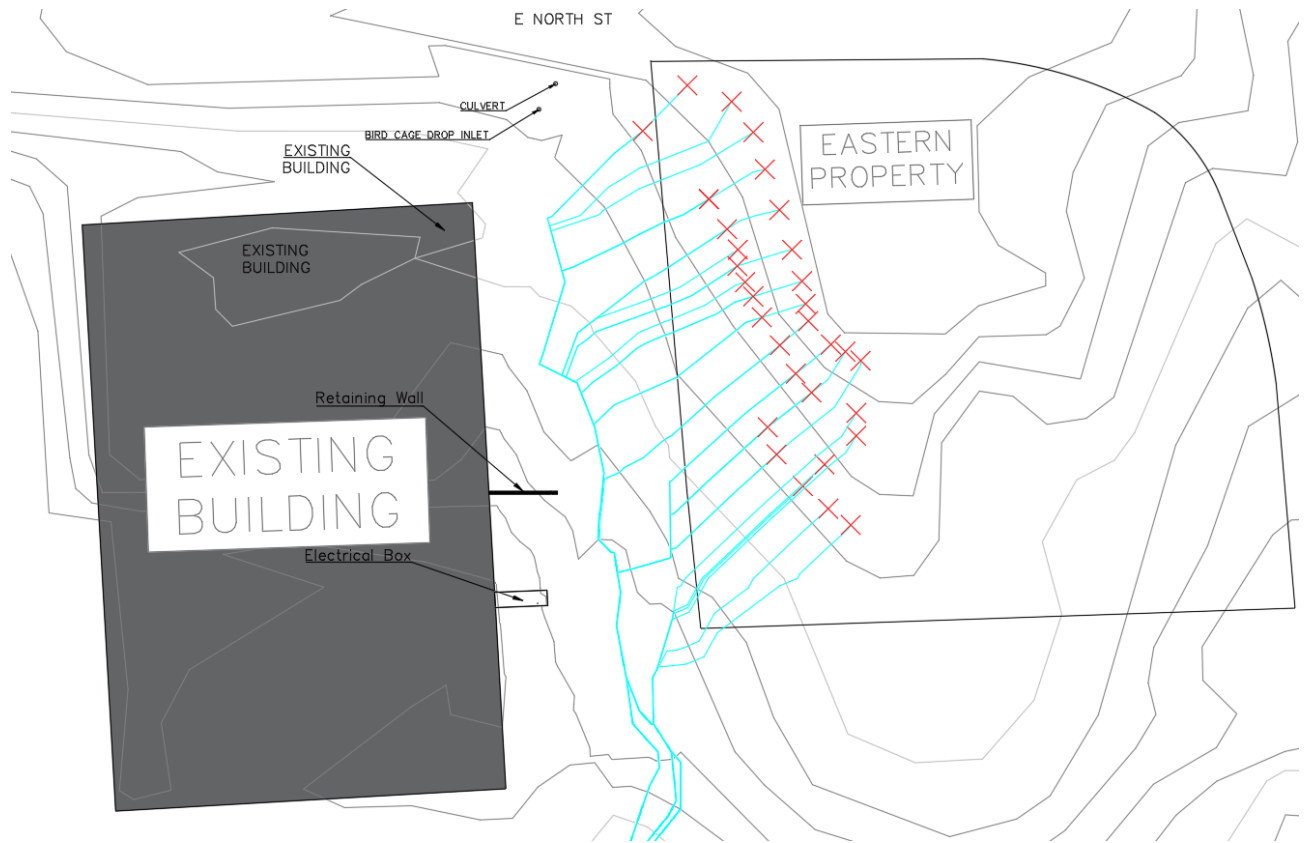 E NORTH ST
CULVERT
BIRD CAGE DROP INLET
EXISTING
BUILDING
EASTERN
PROPERTY
EXISTING
BUILDING
Retaining Wall
EXISTING
BUILDING
Electrical Box